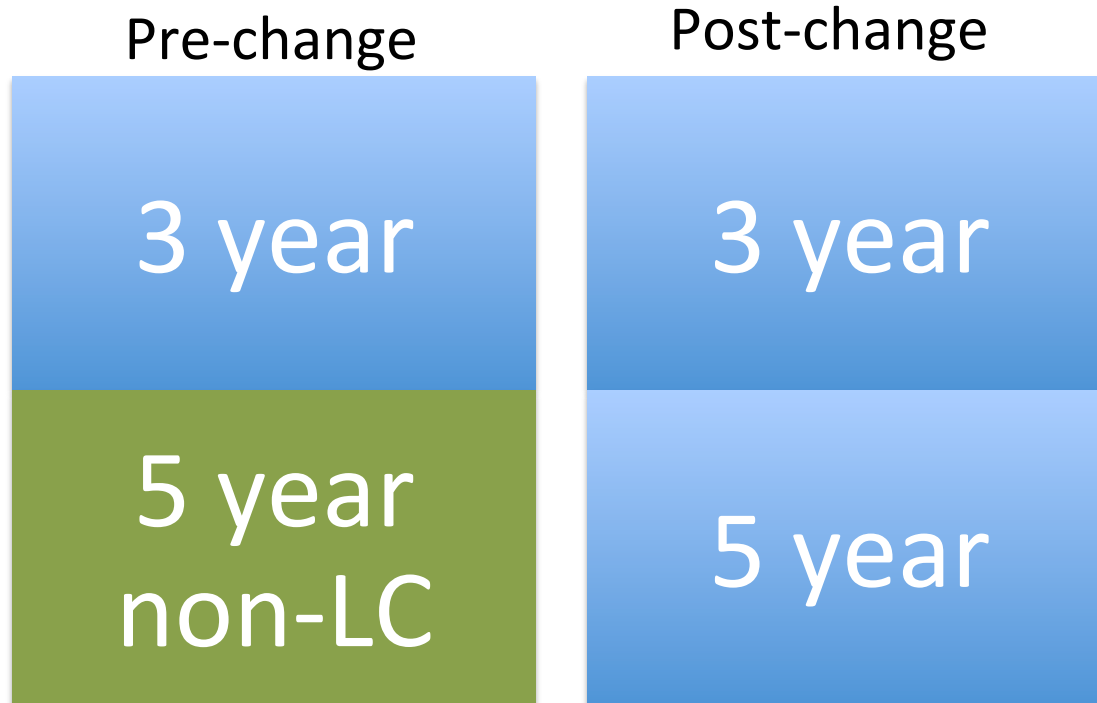 Pre-change
Post-change
3 year
3 year
5 year
non-LC
5 year